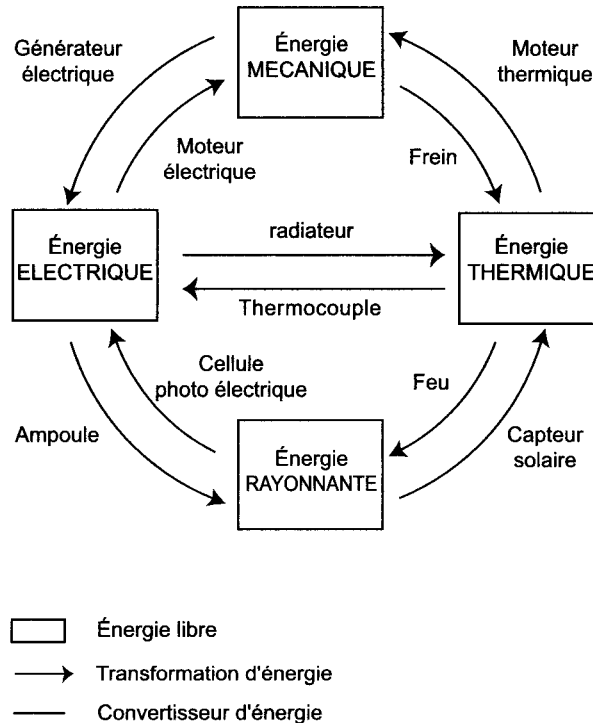 Générateur
électrique
Énergie
MECANIQUE
Moteur
thermique
Moteur
électrique
Frein
Énergie
ELECTRIQUE
radiateur
Thermocouple
Énergie
THERMIQUE
Cellule
photo électrique
Feu
Ampoule
Énergie
RAYONNANTE
Capteur
solaire
Énergie libre
Transformation d'énergie
Convertisseur d'énergie